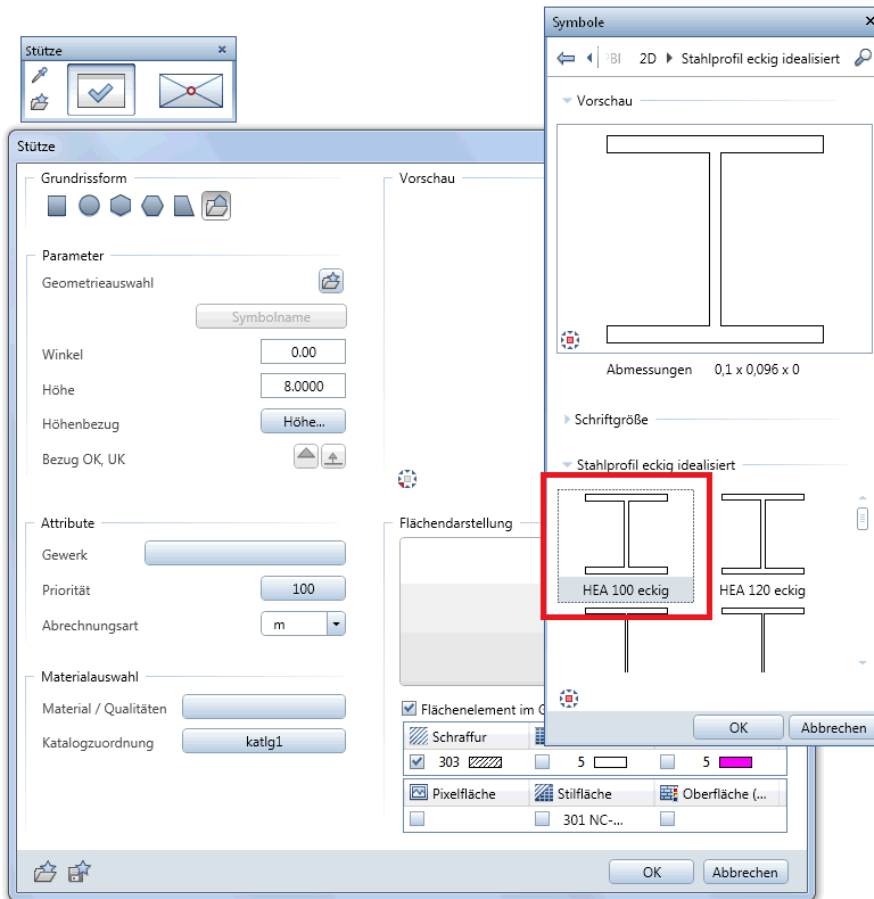 Stütze
Stütze
Grundrissform
Parameter
Geometrieauswahl
Symbolname
Winkel
0.00
Höhe
8.0000
Höhenbezug
Höhe...
Bezug OK, UK
Attribute
Gewerk
Priorität
100
Abrechnungsart
m
Materialauswahl
Material / Qualitäten
Katalogzuordnung
katlg1
Vorschau
Flächendarstellung
Flächenelement im
Schraffur
303
5
5
Pixelfläche
Stilfläche
Oberfläche (...
301 NC-...
OK
Abbrechen
Symbole
2D
Stahlprofil eckig idealisiert
Vorschau
Abmessungen 0,1 x 0,096 x 0
Schriftgröße
Stahlprofil eckig idealisiert
HEA 100 eckig
HEA 120 eckig
OK
Abbrechen